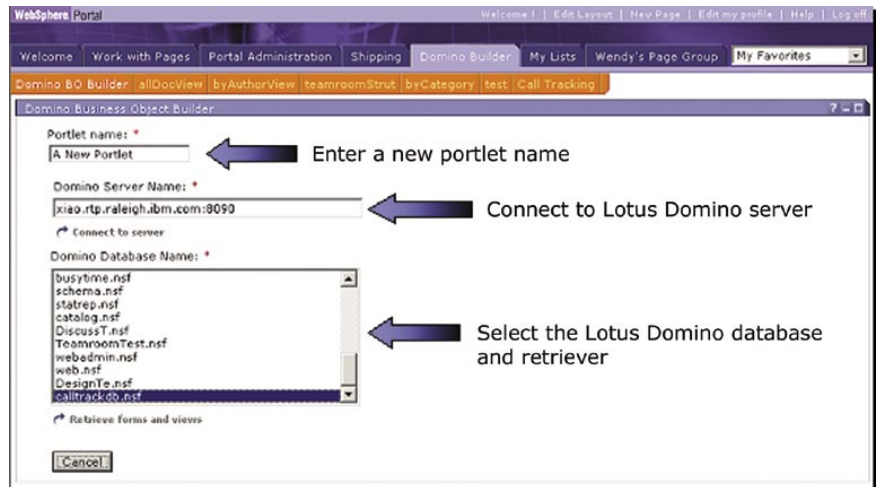 WebSphere Portal
Welcome ! | Edit Layout | New Page | Edit my profile | Help | Log off
Welcome Work with Pages Portal Administration Shipping Domino Builder My Lists Wendy's Page Group My Favorites
Domino BO Builder allDocView byAuthorView teamroomStrut byCategory test Call Tracking
Domino Business Object Builder
Portlet name: *
A New Portlet
Enter a new portlet name
Domino Server Name: *
xiao.rtp.raleigh.ibm.com:8090
Connect to Lotus Domino server
Connect to server
Domino Database Name: *
busytime.nsf
schema.nsf
statrep.nsf
catalog.nsf
DiscussT.nsf
TeamroomTest.nsf
webadmin.nsf
web.nsf
DesignTe.nsf
calltrackdb.nsf
Select the Lotus Domino database
and retriever
Retrieve forms and views
Cancel